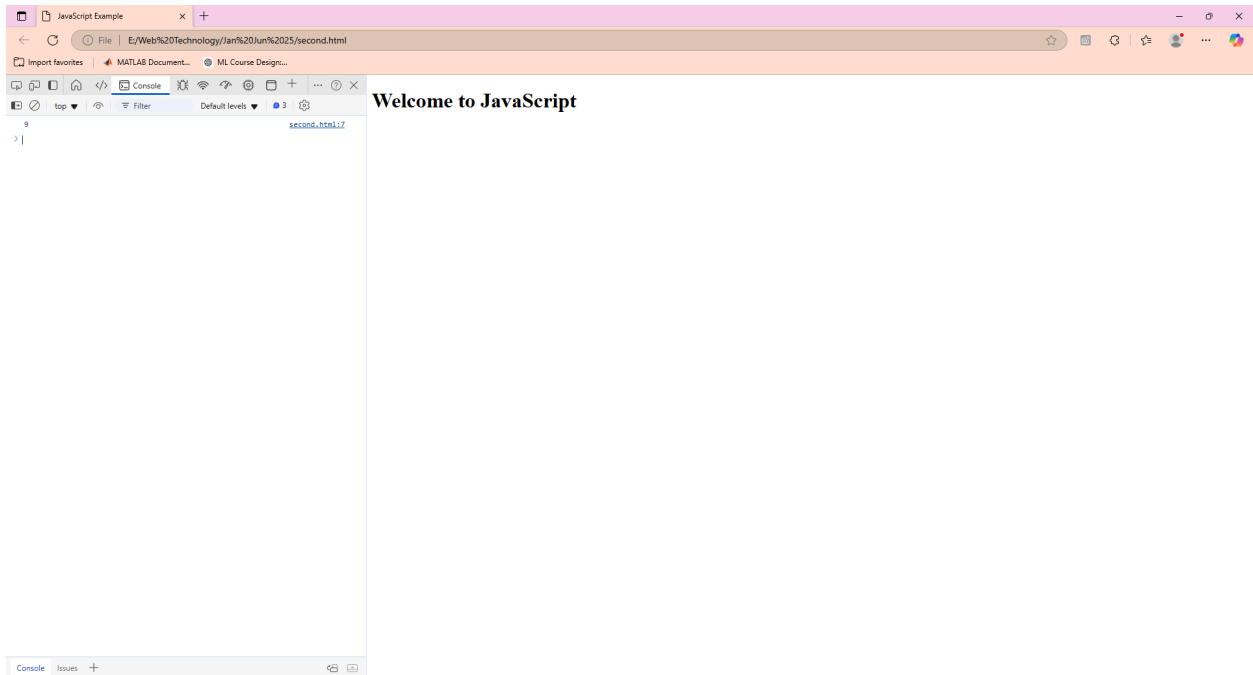 JavaScript Example
File | E:/Web%20Technology/Jan%20Jun%2025/second.html
Import favorites MATLAB Document... ML Course Design:...
Console
top Filter Default levels 3
9 second.html:7
>
Welcome to JavaScript
Console Issues